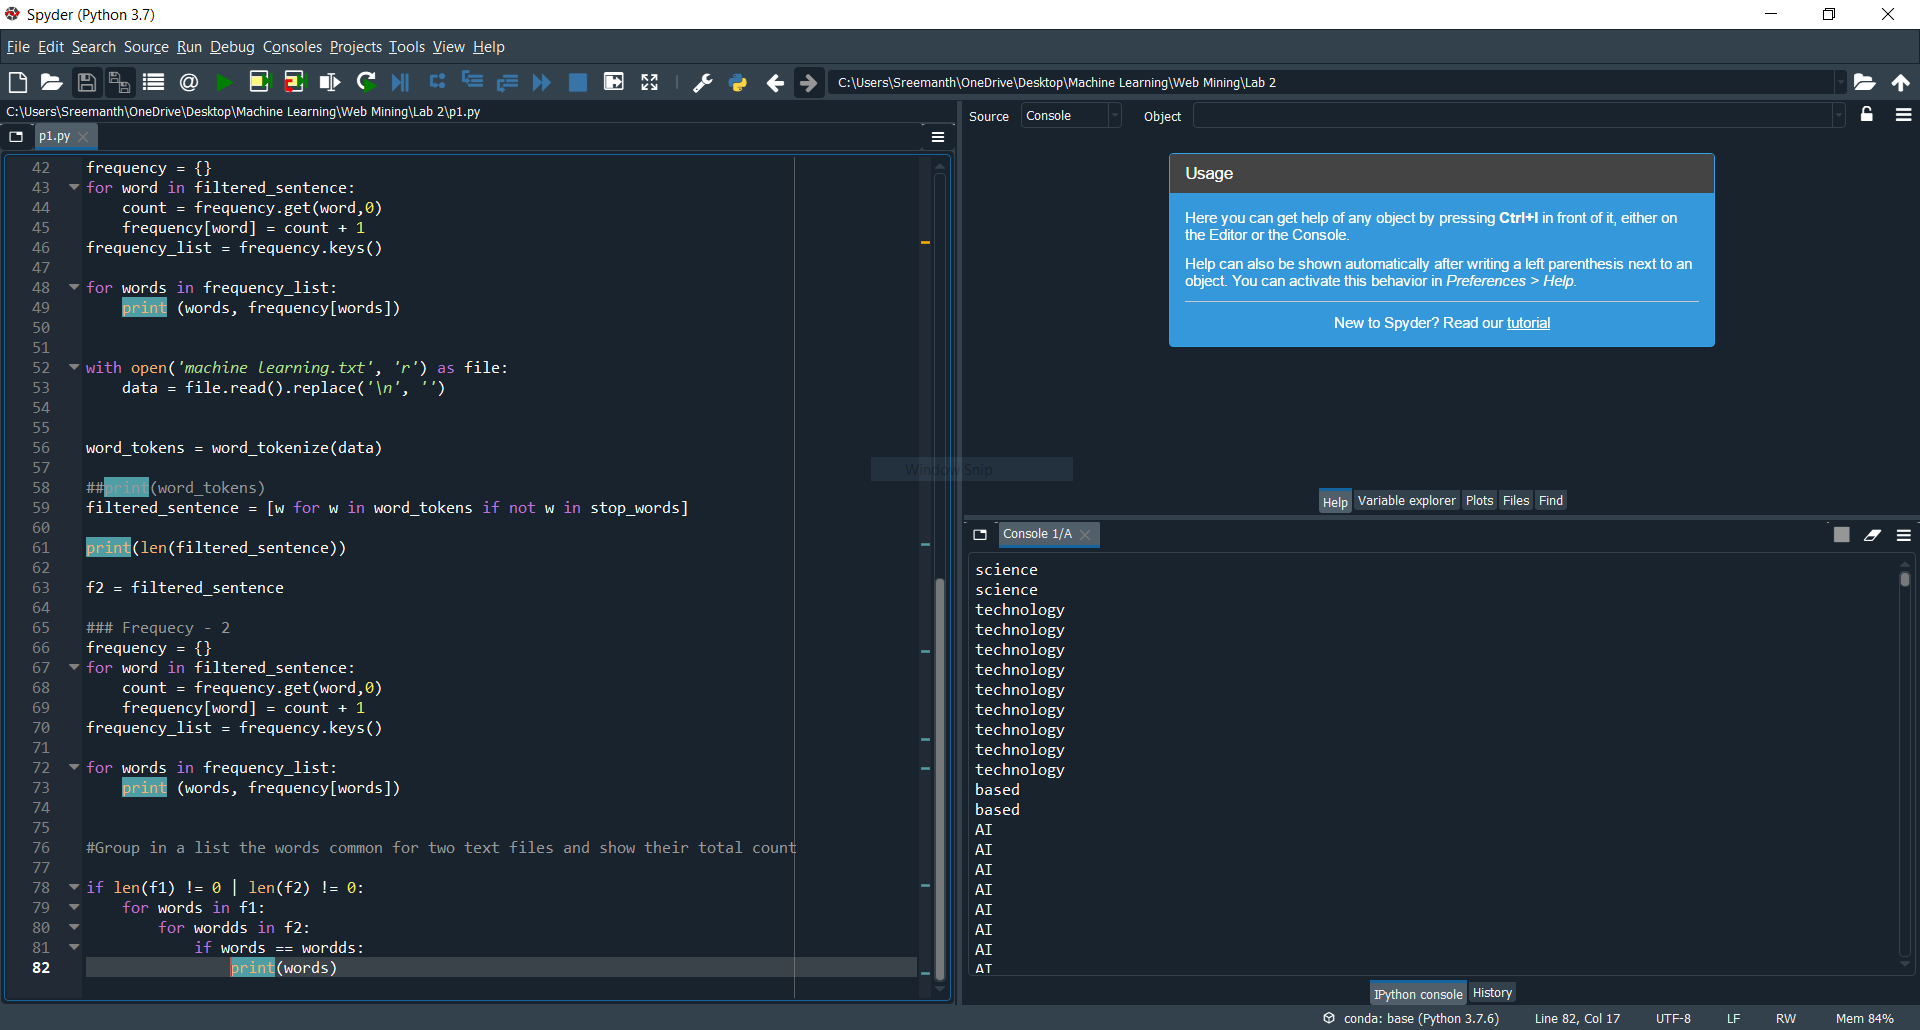 Spyder (Python 3.7)
File Edit Search Source Run Debug Consoles Projects Tools View Help
C:\Users\Sreemanth\OneDrive\Desktop\Machine Learning\Web Mining\Lab 2
C:\Users\Sreemanth\OneDrive\Desktop\Machine Learning\Web Mining\Lab 2\p1.py
p1.py
42 frequency = {}
43 for word in filtered_sentence:
44 count = frequency.get(word,0)
45 frequency[word] = count + 1
46 frequency_list = frequency.keys()
47
48 for words in frequency_list:
49 print (words, frequency[words])
50
51
52 with open('machine learning.txt', 'r') as file:
53 data = file.read().replace('\n', '')
54
55
56 word_tokens = word_tokenize(data)
57
58 ##print(word_tokens)
59 filtered_sentence = [w for w in word_tokens if not w in stop_words]
60
61 print(len(filtered_sentence))
62
63 f2 = filtered_sentence
64
65 ### Frequecy - 2
66 frequency = {}
67 for word in filtered_sentence:
68 count = frequency.get(word,0)
69 frequency[word] = count + 1
70 frequency_list = frequency.keys()
71
72 for words in frequency_list:
73 print (words, frequency[words])
74
75
76 #Group in a list the words common for two text files and show their total count
77
78 if len(f1) != 0 | len(f2) != 0:
79 for words in f1:
80 for wordds in f2:
81 if words == wordds:
82 print(words)
Source Console Object
Usage
Here you can get help of any object by pressing Ctrl+I in front of it, either on
the Editor or the Console.
Help can also be shown automatically after writing a left parenthesis next to an
object. You can activate this behavior in Preferences > Help.
New to Spyder? Read our tutorial
Window Snip
Help Variable explorer Plots Files Find
Console 1/A
science
science
technology
technology
technology
technology
technology
technology
technology
technology
technology
based
based
AI
AI
AI
AI
AI
AI
AI
AI
IPython console History
conda: base (Python 3.7.6) Line 82, Col 17 UTF-8 LF RW Mem 84%